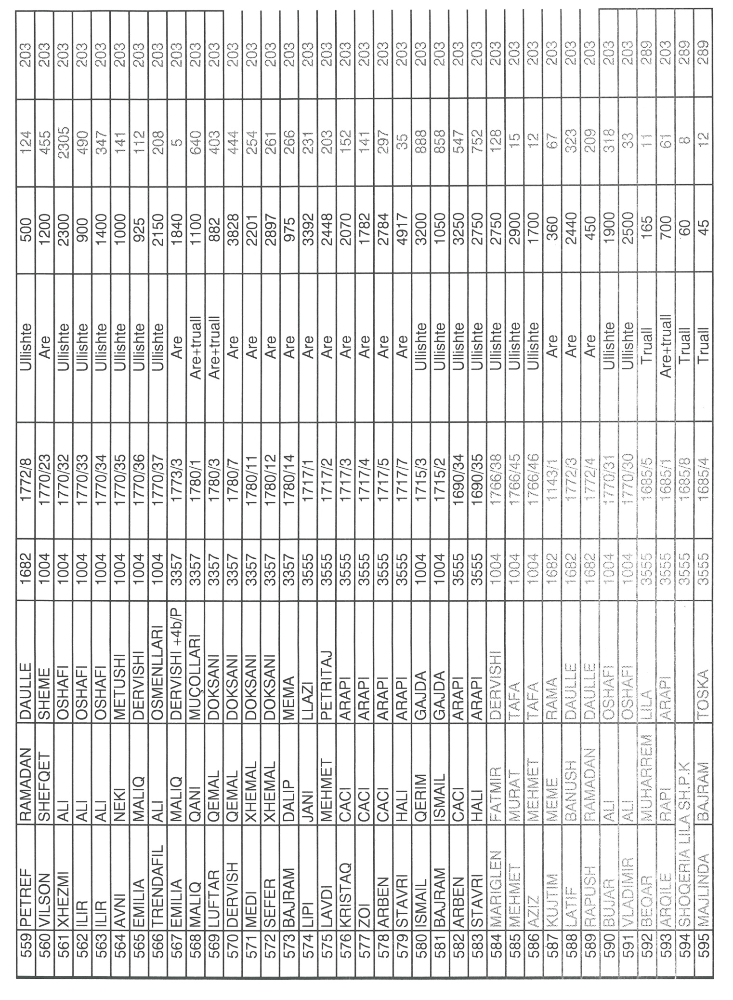 559 PETREF RAMADAN DAULLE 1682 1772/8 Ullishte 500 124 203
560 VILSON SHEFQET SHEME 1004 1770/23 Are 1200 455 203
561 XHEZMI ALI OSHAFI 1004 1770/32 Ullishte 2300 2305 203
562 ILIR ALI OSHAFI 1004 1770/33 Ullishte 900 490 203
563 ILIR ALI OSHAFI 1004 1770/34 Ullishte 1400 347 203
564 AVNI NEKI METUSHI 1004 1770/35 Ullishte 1000 141 203
565 EMILIA MALIQ DERVISHI 1004 1770/36 Ullishte 925 112 203
566 TRENDAFIL ALI OSMENLLARI 1004 1770/37 Ullishte 2150 208 203
567 EMILIA MALIQ DERVISHI +4b/P 3357 1773/3 Are 1840 5 203
568 MALIQ QANI MUÇOLLARI 3357 1780/1 Are+truall 1100 640 203
569 LUFTAR QEMAL DOKSANI 3357 1780/3 Are+truall 882 403 203
570 DERVISH QEMAL DOKSANI 3357 1780/7 Are 3828 444 203
571 MEDI XHEMAL DOKSANI 3357 1780/11 Are 2201 254 203
572 SEFER XHEMAL DOKSANI 3357 1780/12 Are 2897 261 203
573 BAJRAM DALIP MEMA 3357 1780/14 Are 975 266 203
574 LIPI JANI LLAZI 3555 1717/1 Are 3392 231 203
575 LAVDI MEHMET PETRITAJ 3555 1717/2 Are 2448 203 203
576 KRISTAQ CACI ARAPI 3555 1717/3 Are 2070 152 203
577 ZOI CACI ARAPI 3555 1717/4 Are 1782 141 203
578 ARBEN CACI ARAPI 3555 1717/5 Are 2784 297 203
579 STAVRI HALI ARAPI 3555 1717/7 Are 4917 35 203
580 ISMAIL QERIM GAJDA 1004 1715/3 Ullishte 3200 888 203
581 BAJRAM ISMAIL GAJDA 1004 1715/2 Ullishte 1050 858 203
582 ARBEN CACI ARAPI 3555 1690/34 Ullishte 3250 547 203
583 STAVRI HALI ARAPI 3555 1690/35 Ullishte 2750 752 203
584 MARIGLEN FATMIR DERVISHI 1004 1766/38 Ullishte 2750 128 203
585 MEHMET MURAT TAFA 1004 1766/45 Ullishte 2900 15 203
586 AZIZ MEHMET TAFA 1004 1766/46 Ullishte 1700 12 203
587 KUJTIM MEME RAMA 1682 1143/1 Are 360 67 203
588 LATIF BANUSH DAULLE 1682 1772/3 Are 2440 323 203
589 RAPUSH RAMADAN DAULLE 1682 1772/4 Are 450 209 203
590 BUJAR ALI OSHAFI 1004 1770/31 Ullishte 1900 318 203
591 VLADIMIR ALI OSHAFI 1004 1770/30 Ullishte 2500 33 203
592 BEQAR MUHARREM LILA 3555 1685/5 Truall 165 11 289
593 ARQILE RAPI ARAPI 3555 1685/1 Are+truall 700 61 203
594 SHOQERIA LILA SH.P.K 3555 1685/8 Truall 60 8 289
595 MAJLINDA BAJRAM TOSKA 3555 1685/4 Truall 45 12 289